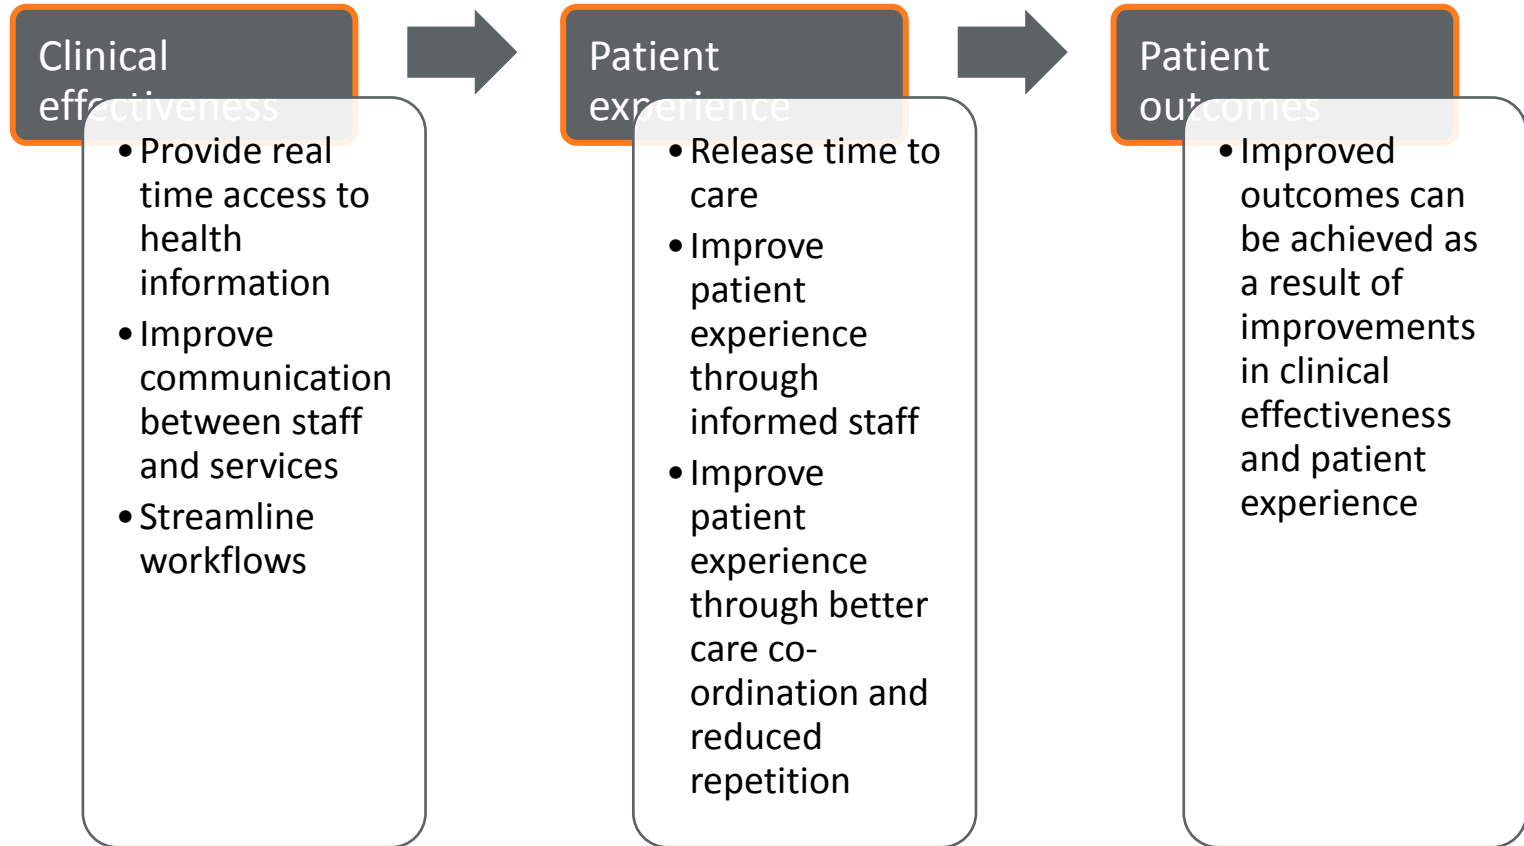 Clinical
effectiveness
• Provide real
time access to
health
information
• Improve
communication
between staff
and services
• Streamline
workflows
Patient
experience
• Release time to
care
• Improve
patient
experience
through
informed staff
• Improve
patient
experience
through better
care co-
ordination and
reduced
repetition
Patient
outcomes
• Improved
outcomes can
be achieved as
a result of
improvements
in clinical
effectiveness
and patient
experience